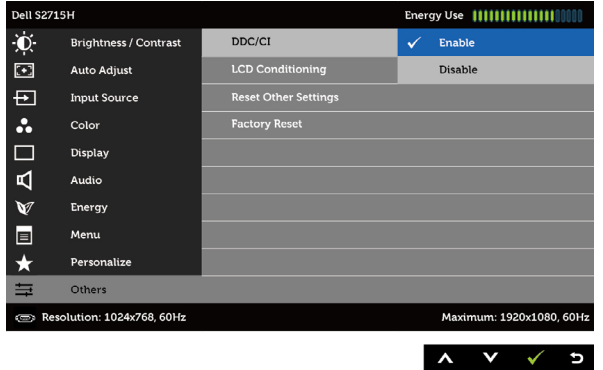 Dell S2715H Energy Use
Brightness / Contrast DDC/CI Enable
Auto Adjust LCD Conditioning Disable
Input Source Reset Other Settings
Color Factory Reset
Display
Audio
Energy
Menu
Personalize
Others
Resolution: 1024x768, 60Hz Maximum: 1920x1080, 60Hz